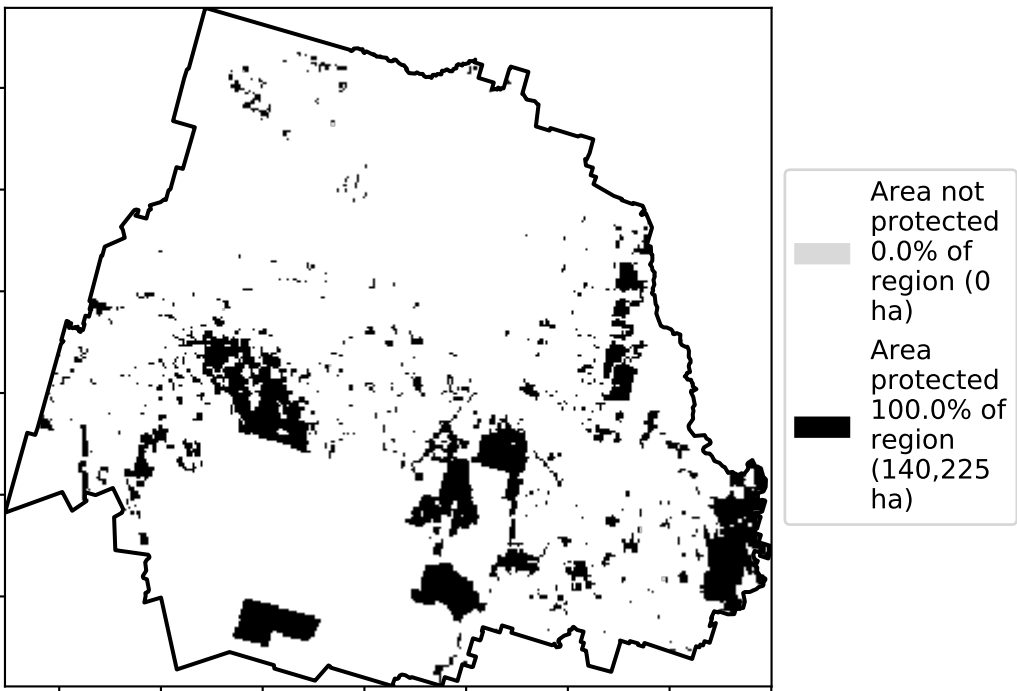 Area not
protected
0.0% of
region (0
ha)
Area
protected
100.0% of
region
(140,225
ha)